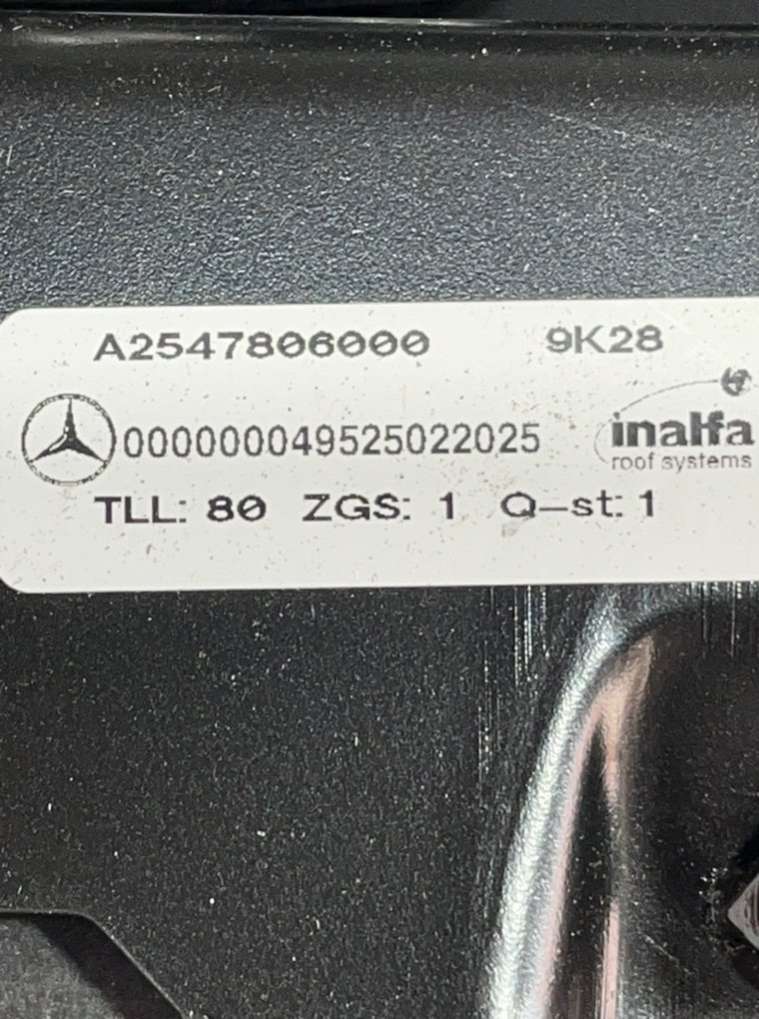 A2547806000 9K28
000000049525022025 inalfa
roof systems
TLL: 80 ZGS: 1 Q-st: 1